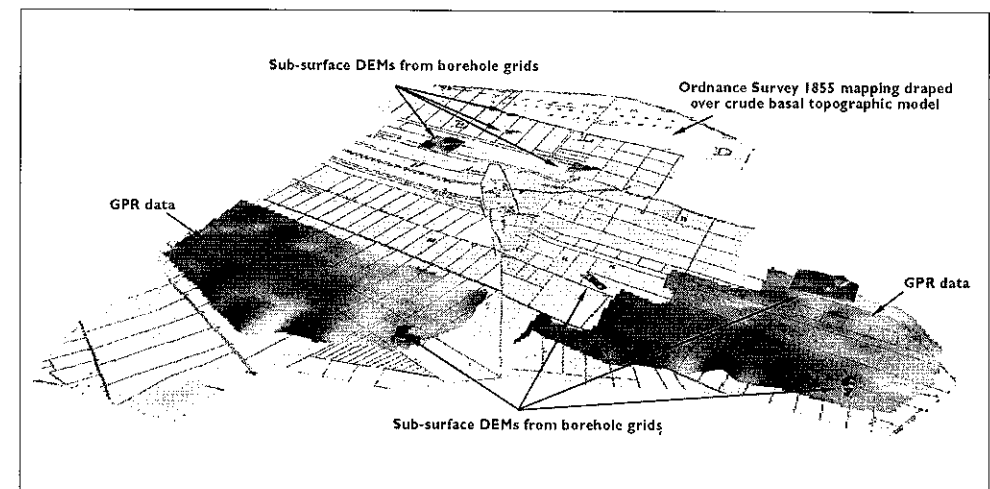 Sub-surface DEMs from borehole grids
Ordnance Survey 1855 mapping draped
over crude basal topographic model
GPR data
GPR data
Sub-surface DEMs from borehole grids